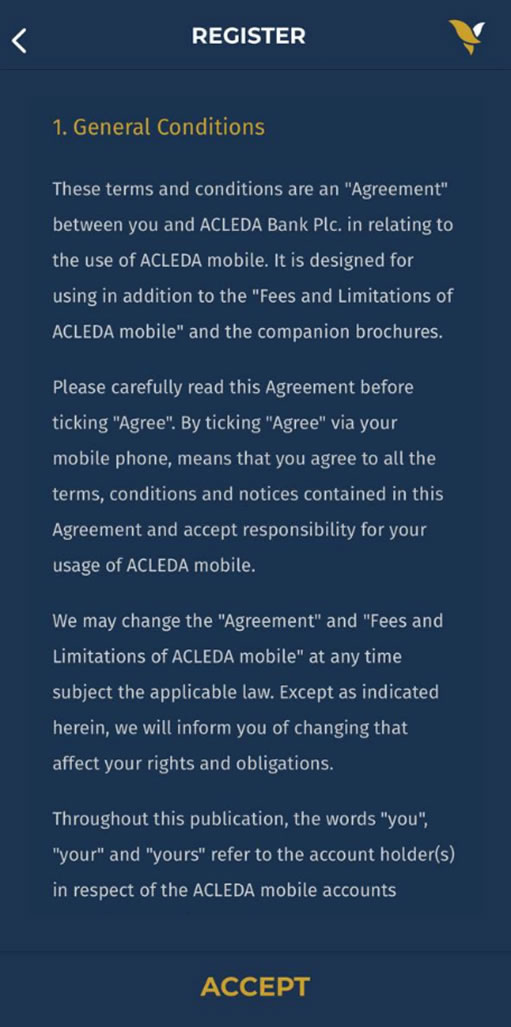 REGISTER
1. General Conditions
These terms and conditions are an "Agreement"
between you and ACLEDA Bank Plc. in relating to
the use of ACLEDA mobile. It is designed for
using in addition to the "Fees and Limitations of
ACLEDA mobile" and the companion brochures.
Please carefully read this Agreement before
ticking "Agree". By ticking "Agree" via your
mobile phone, means that you agree to all the
terms, conditions and notices contained in this
Agreement and accept responsibility for your
usage of ACLEDA mobile.
We may change the "Agreement" and "Fees and
Limitations of ACLEDA mobile" at any time
subject the applicable law. Except as indicated
herein, we will inform you of changing that
affect your rights and obligations.
Throughout this publication, the words "you",
"your" and "yours" refer to the account holder(s)
in respect of the ACLEDA mobile accounts
ACCEPT